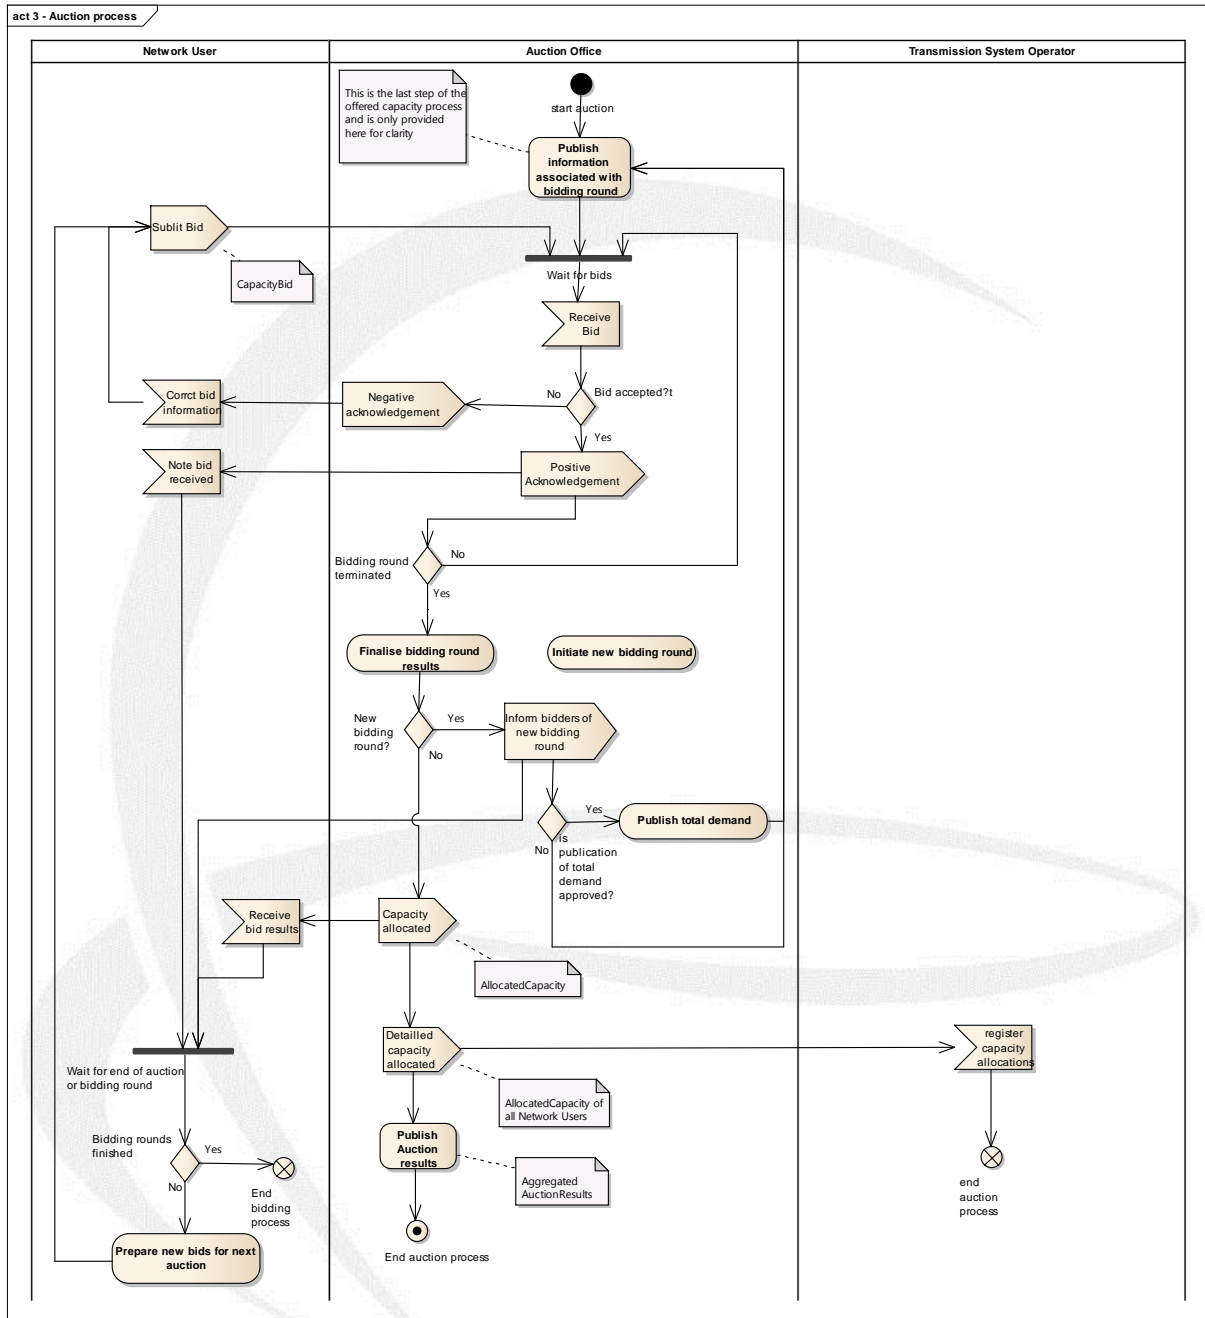 act 3 - Auction process
Network User
Auction Office
Transmission System Operator
This is the last step of the
offered capacity process
and is only provided
here for clarity
start auction
Publish
information
associated with
bidding round
Sublit Bid
CapacityBid
Wait for bids
Receive
Bid
Bid accepted?t
No
Yes
Negative
acknowledgement
Corrct bid
information
Note bid
received
Positive
Acknowledgement
Bidding round
terminated
No
Yes
Finalise bidding round
results
Initiate new bidding round
New
bidding
round?
Yes
No
Inform bidders of
new bidding
round
Yes
No
is
publication
of total
demand
approved?
Publish total demand
Receive
bid results
Capacity
allocated
AllocatedCapacity
Detailled
capacity
allocated
register
capacity
allocations
AllocatedCapacity of
all Network Users
Wait for end of auction
or bidding round
Bidding rounds
finished
Yes
No
End
bidding
process
Publish
Auction
results
Aggregated
AuctionResults
end
auction
process
End auction process
Prepare new bids for next
auction